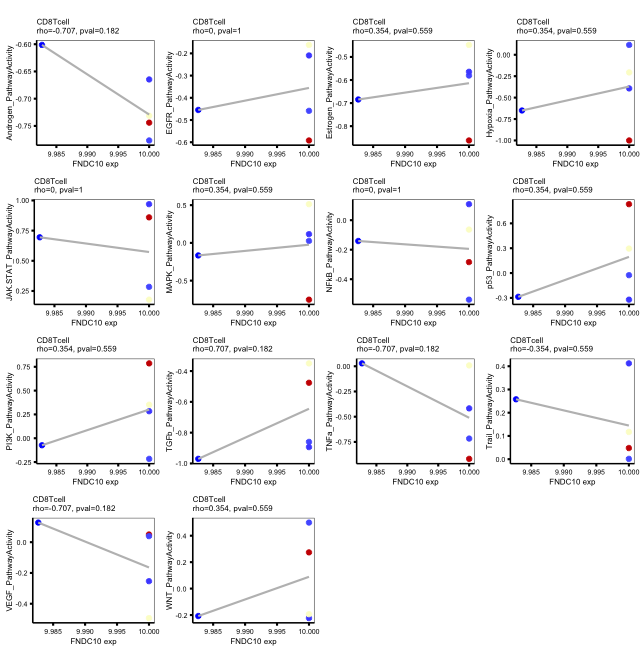 CD8Tcell
rho=-0.707, pval=0.182
Androgen_PathwayActivity
-0.60
-0.65
-0.70
-0.75
9.985
9.990
9.995
10.000
FNDC10 exp
CD8Tcell
rho=0, pval=1
EGFR_PathwayActivity
-0.2
-0.3
-0.4
-0.5
-0.6
9.985
9.990
9.995
10.000
FNDC10 exp
CD8Tcell
rho=0.354, pval=0.559
Estrogen_PathwayActivity
-0.5
-0.6
-0.7
-0.8
9.985
9.990
9.995
10.000
FNDC10 exp
CD8Tcell
rho=0.354, pval=0.559
Hypoxia_PathwayActivity
0.00
-0.25
-0.50
-0.75
-1.00
9.985
9.990
9.995
10.000
FNDC10 exp
CD8Tcell
rho=0, pval=1
JAK.STAT_PathwayActivity
1.00
0.75
0.50
0.25
9.985
9.990
9.995
10.000
FNDC10 exp
CD8Tcell
rho=0.354, pval=0.559
MAPK_PathwayActivity
0.5
0.0
-0.5
9.985
9.990
9.995
10.000
FNDC10 exp
CD8Tcell
rho=0, pval=1
NFkB_PathwayActivity
0.0
-0.2
-0.4
9.985
9.990
9.995
10.000
FNDC10 exp
CD8Tcell
rho=0.354, pval=0.559
p53_PathwayActivity
0.6
0.3
0.0
-0.3
9.985
9.990
9.995
10.000
FNDC10 exp
CD8Tcell
rho=0.354, pval=0.559
PI3K_PathwayActivity
0.75
0.50
0.25
0.00
-0.25
9.985
9.990
9.995
10.000
FNDC10 exp
CD8Tcell
rho=0.707, pval=0.182
TGFb_PathwayActivity
-0.4
-0.6
-0.8
-1.0
9.985
9.990
9.995
10.000
FNDC10 exp
CD8Tcell
rho=-0.707, pval=0.182
TNFa_PathwayActivity
0.00
-0.25
-0.50
-0.75
9.985
9.990
9.995
10.000
FNDC10 exp
CD8Tcell
rho=-0.354, pval=0.559
Trail_PathwayActivity
0.4
0.3
0.2
0.1
0.0
9.985
9.990
9.995
10.000
FNDC10 exp
CD8Tcell
rho=-0.707, pval=0.182
VEGF_PathwayActivity
0.0
-0.2
-0.4
9.985
9.990
9.995
10.000
FNDC10 exp
CD8Tcell
rho=0.354, pval=0.559
WNT_PathwayActivity
0.4
0.2
0.0
-0.2
9.985
9.990
9.995
10.000
FNDC10 exp